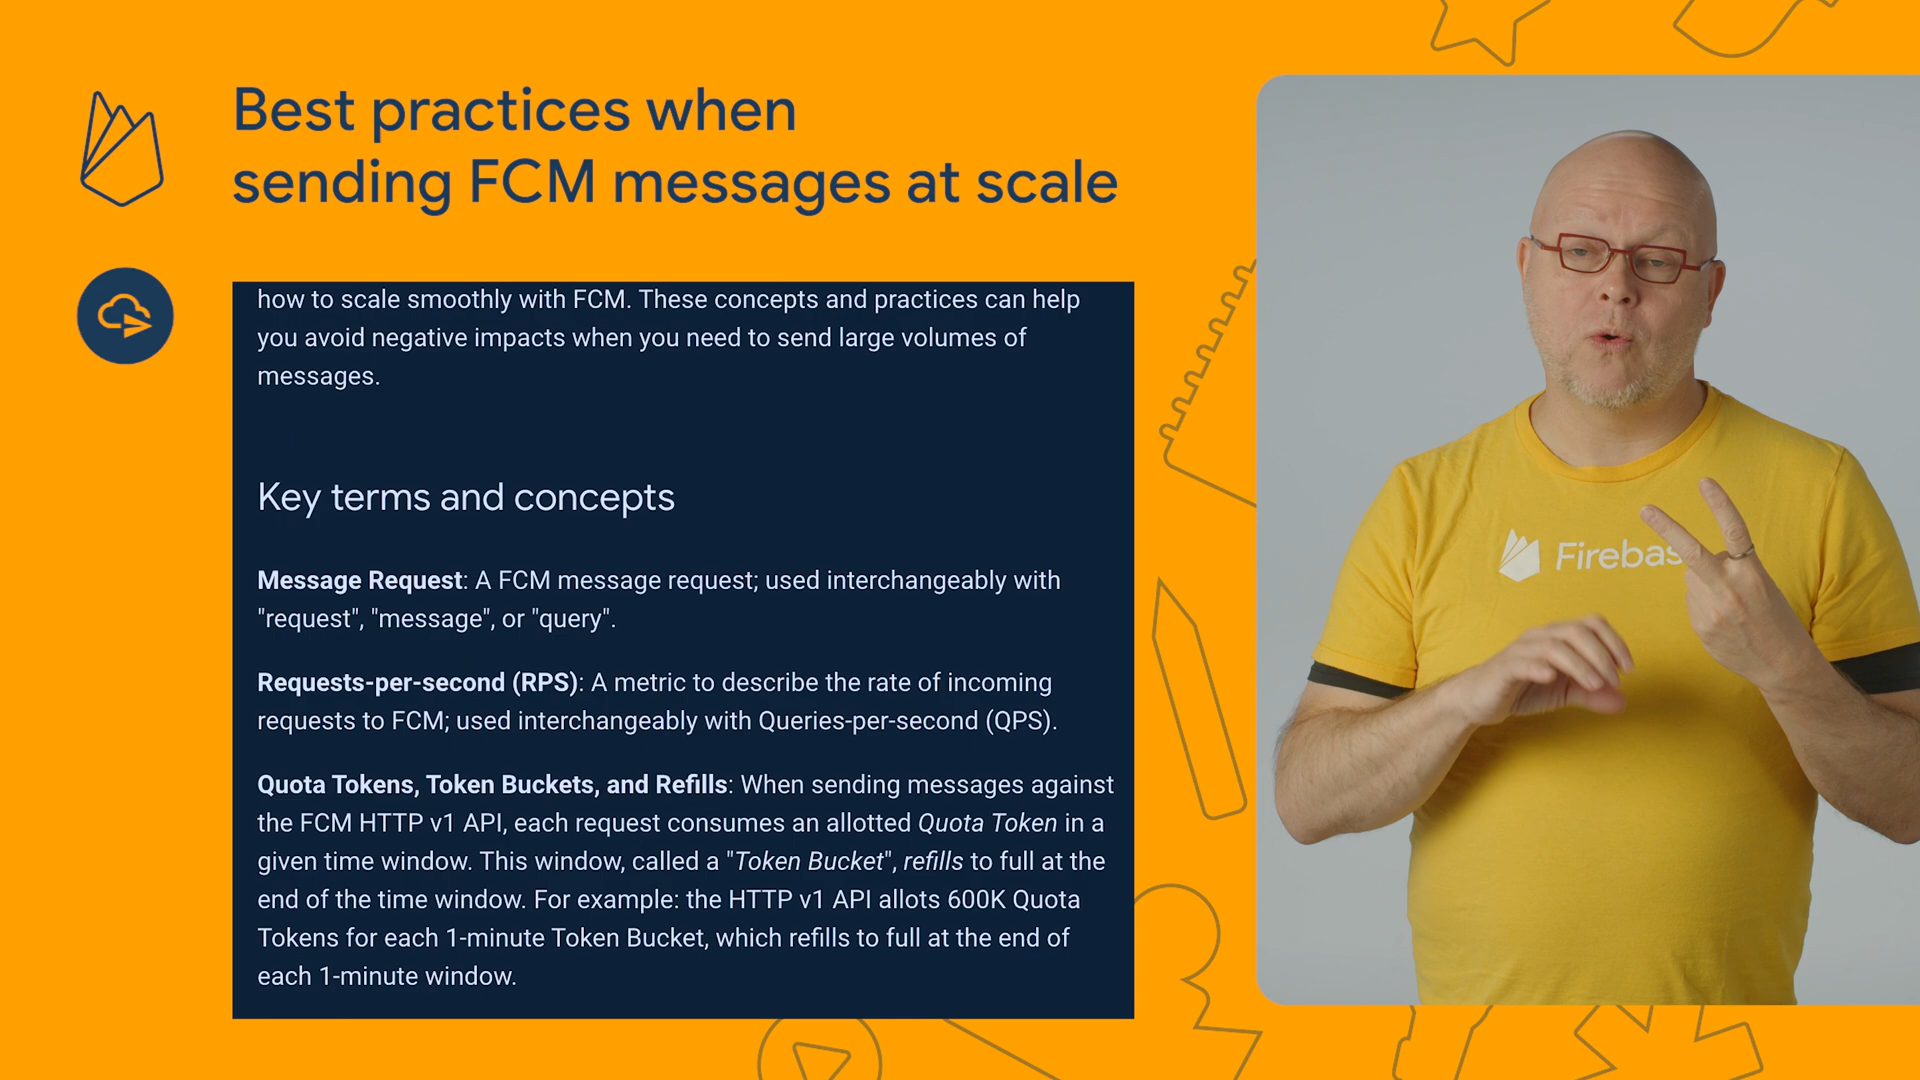 Best practices when
sending FCM messages at scale
how to scale smoothly with FCM. These concepts and practices can help
you avoid negative impacts when you need to send large volumes of
messages.
Key terms and concepts
Message Request: A FCM message request; used interchangeably with
"request", "message", or "query".
Requests-per-second (RPS): A metric to describe the rate of incoming
requests to FCM; used interchangeably with Queries-per-second (QPS).
Quota Tokens, Token Buckets, and Refills: When sending messages against
the FCM HTTP v1 API, each request consumes an allotted Quota Token in a
given time window. This window, called a "Token Bucket", refills to full at the
end of the time window. For example: the HTTP v1 API allots 600K Quota
Tokens for each 1-minute Token Bucket, which refills to full at the end of
each 1-minute window.
Firebas